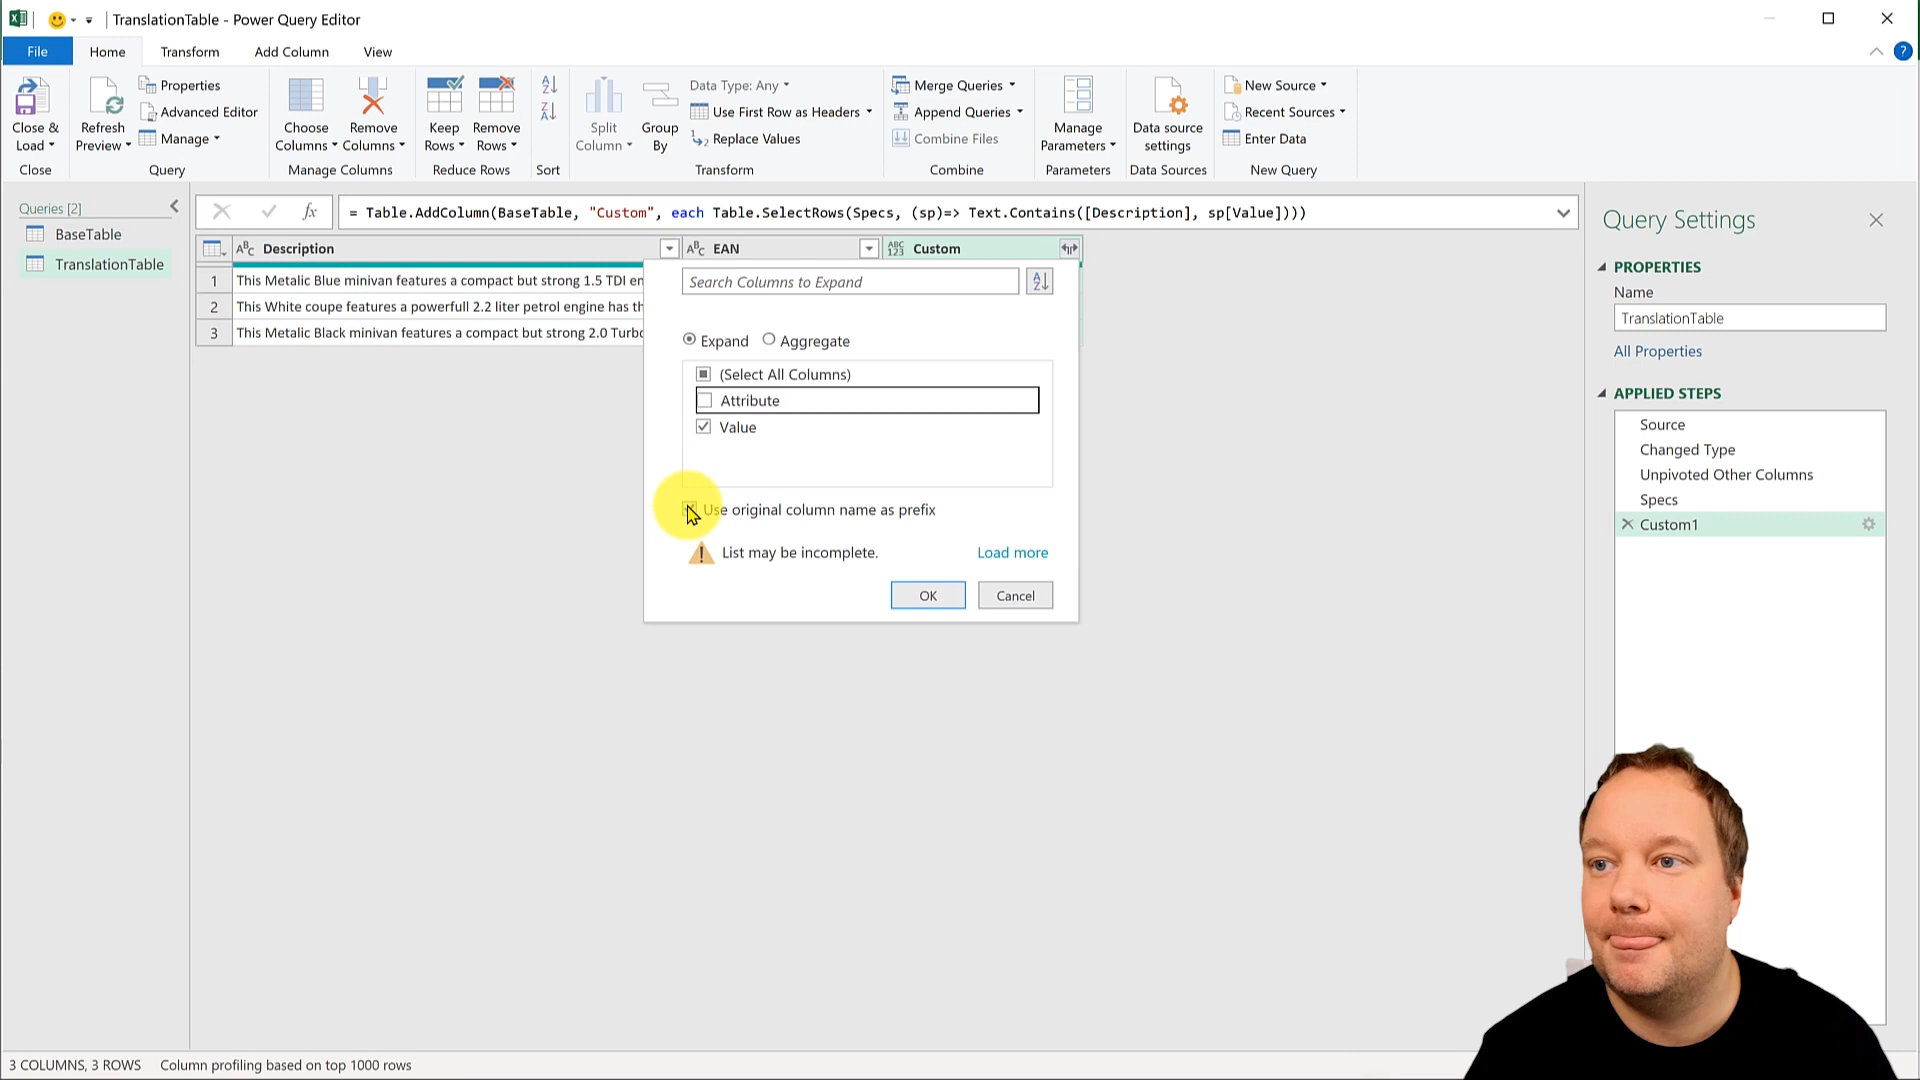 TranslationTable - Power Query Editor
File
Home
Transform
Add Column
View
?
Close & Load
Close
Refresh Preview
Properties
Advanced Editor
Manage
Query
Choose Columns
Remove Columns
Manage Columns
Keep Rows
Remove Rows
Reduce Rows
A Z
Z A
Sort
Split Column
Group By
Data Type: Any
Use First Row as Headers
Replace Values
Transform
Merge Queries
Append Queries
Combine Files
Combine
Manage Parameters
Parameters
Data source settings
Data Sources
New Source
Recent Sources
Enter Data
New Query
Queries [2]
BaseTable
TranslationTable
fx
= Table.AddColumn(BaseTable, "Custom", each Table.SelectRows(Specs, (sp)=> Text.Contains([Description], sp[Value])))
ABC Description
ABC EAN
ABC 123 Custom
1 This Metalic Blue minivan features a compact but strong 1.5 TDI en
2 This White coupe features a powerfull 2.2 liter petrol engine has th
3 This Metalic Black minivan features a compact but strong 2.0 Turbo
Search Columns to Expand
A Z
Expand
Aggregate
(Select All Columns)
Attribute
Value
Use original column name as prefix
List may be incomplete.
Load more
OK
Cancel
Query Settings
PROPERTIES
Name
TranslationTable
All Properties
APPLIED STEPS
Source
Changed Type
Unpivoted Other Columns
Specs
Custom1
3 COLUMNS, 3 ROWS
Column profiling based on top 1000 rows